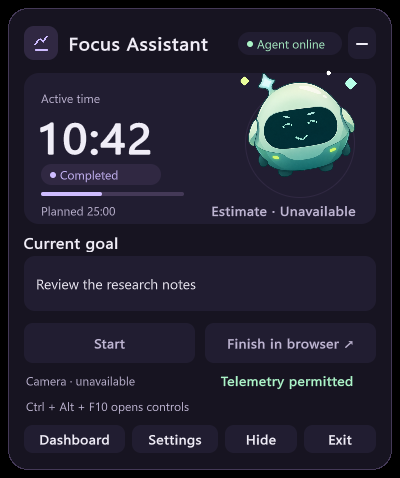 Focus Assistant
Agent online
Active time
10:42
Completed
Planned 25:00
Estimate · Unavailable
Current goal
Review the research notes
Start
Finish in browser ↗
Camera · unavailable
Telemetry permitted
Ctrl + Alt + F10 opens controls
Dashboard
Settings
Hide
Exit